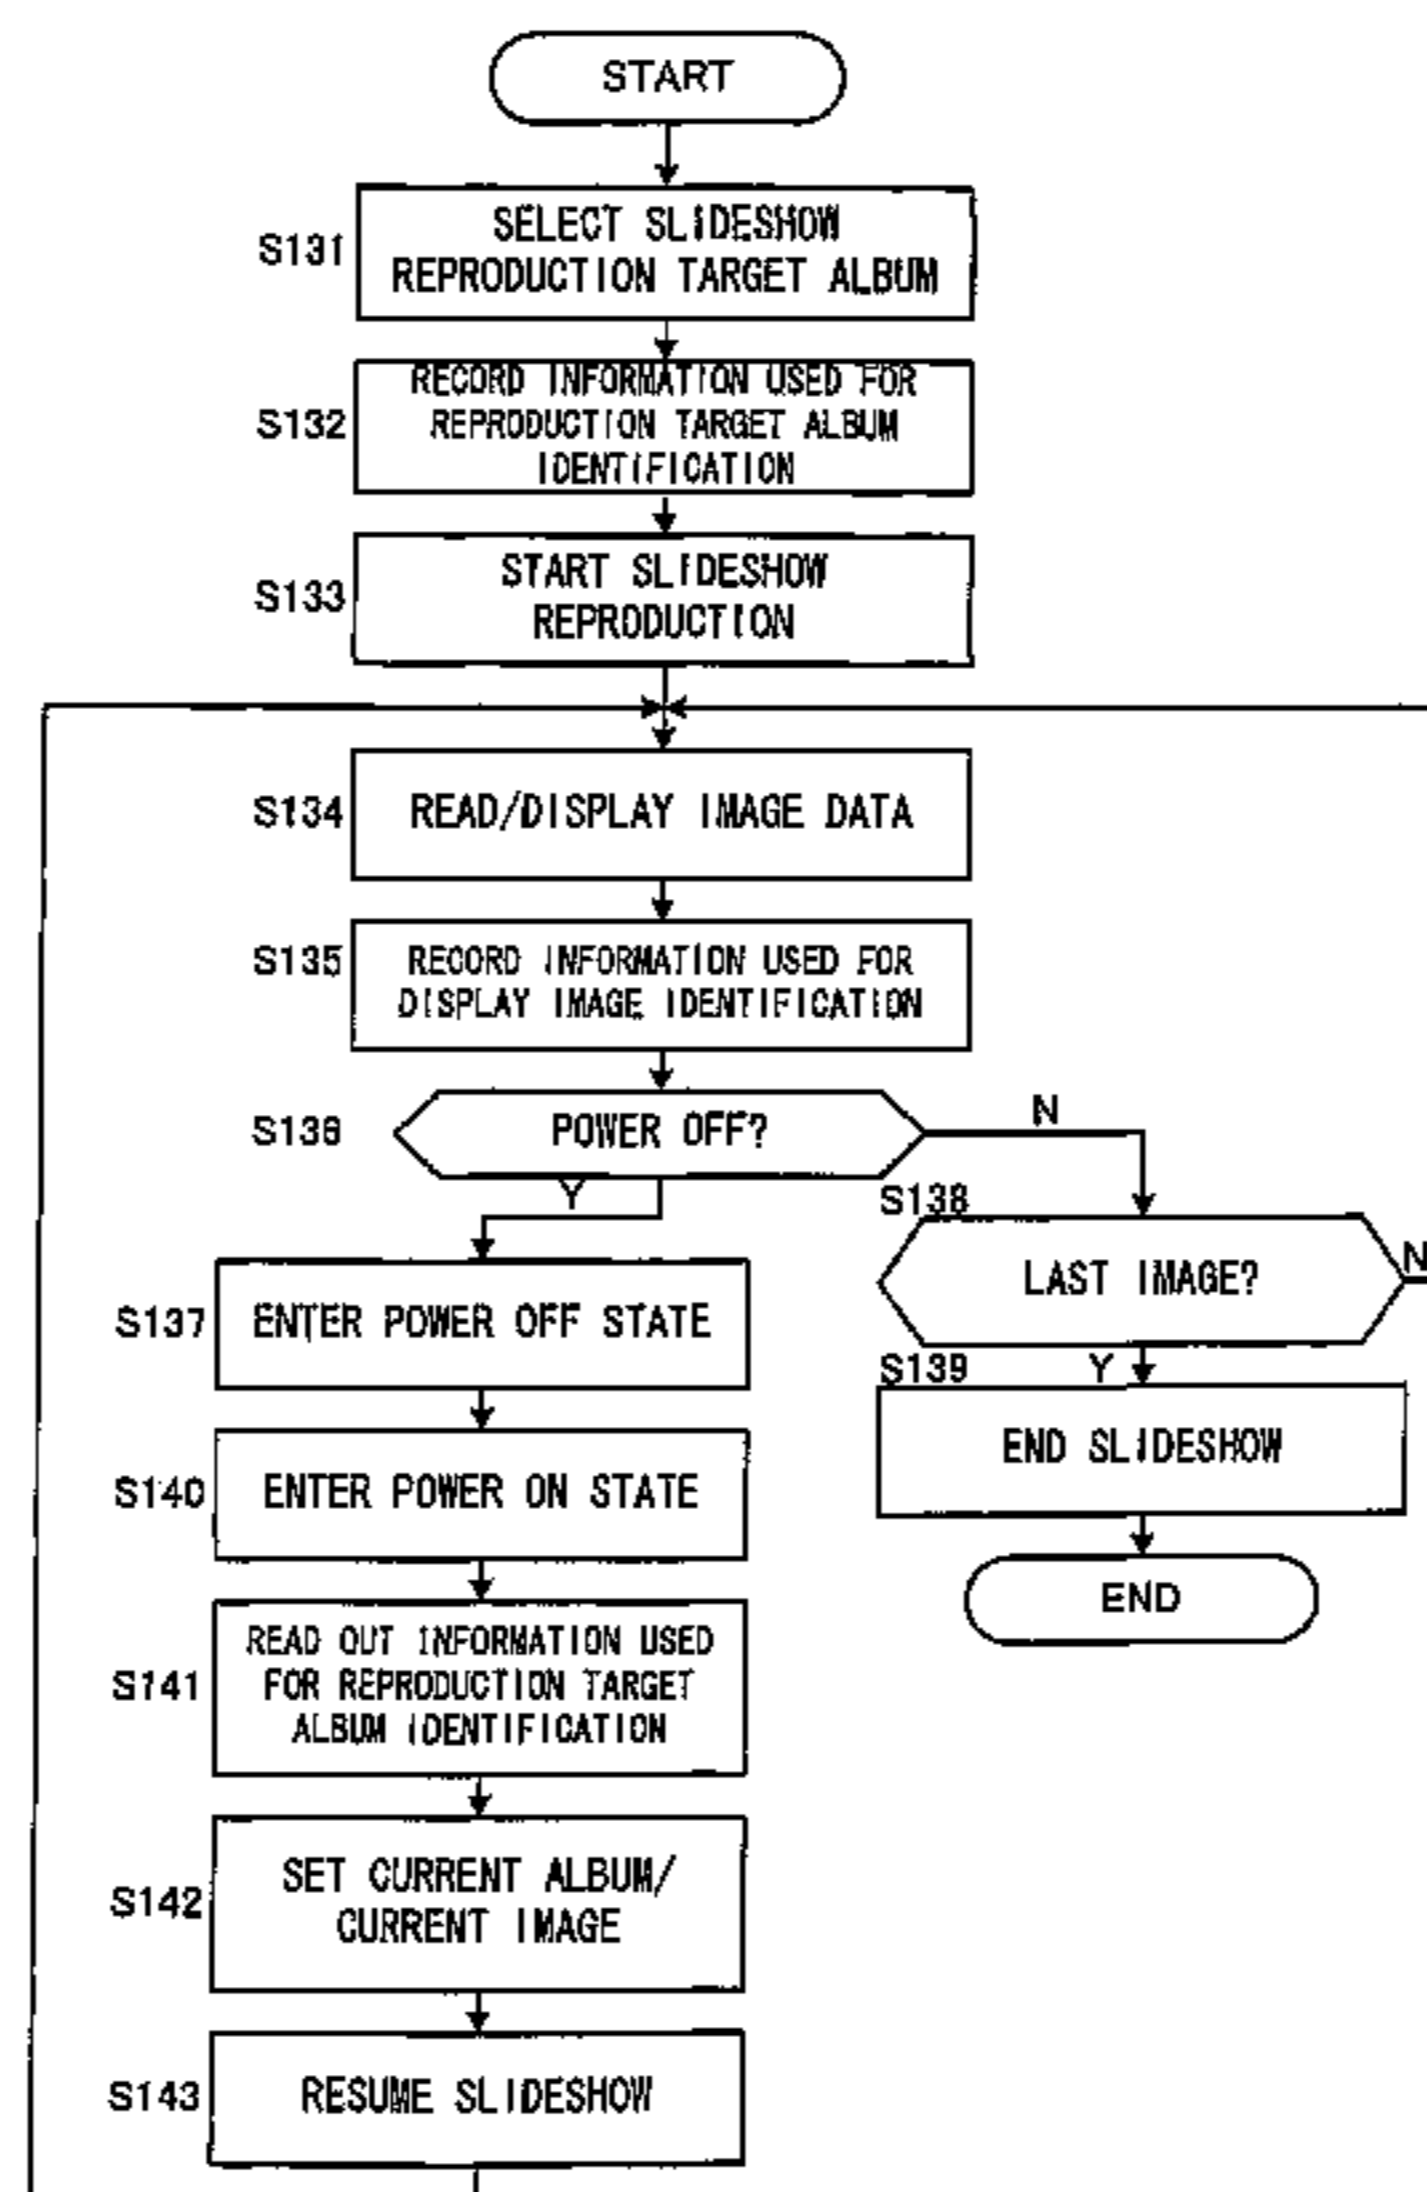 START
S131
SELECT SLIDESHOW
REPRODUCTION TARGET ALBUM
S132
RECORD INFORMATION USED FOR
REPRODUCTION TARGET ALBUM
IDENTIFICATION
S133
START SLIDESHOW
REPRODUCTION
S134
READ/DISPLAY IMAGE DATA
S135
RECORD INFORMATION USED FOR
DISPLAY IMAGE IDENTIFICATION
S136
POWER OFF?
N
Y
S138
LAST IMAGE?
N
S137
ENTER POWER OFF STATE
S139
Y
END SLIDESHOW
S140
ENTER POWER ON STATE
END
S141
READ OUT INFORMATION USED
FOR REPRODUCTION TARGET
ALBUM IDENTIFICATION
S142
SET CURRENT ALBUM/
CURRENT IMAGE
S143
RESUME SLIDESHOW